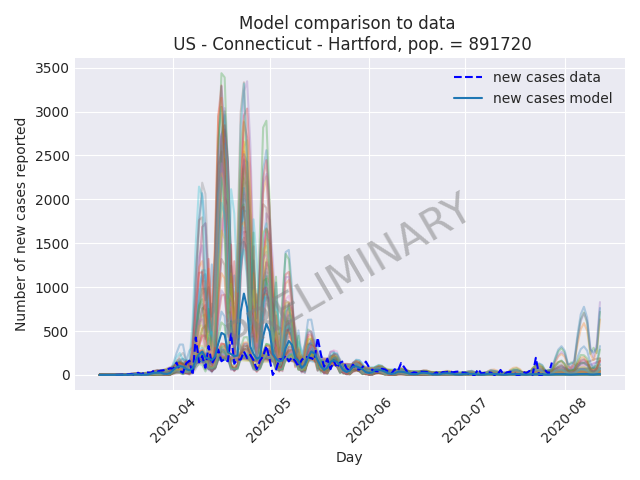 Model comparison to data
US - Connecticut - Hartford, pop. = 891720
Number of new cases reported
3500
3000
2500
2000
1500
1000
500
0
new cases data
new cases model
PRELIMINARY
2020-04
2020-05
2020-06
2020-07
2020-08
Day